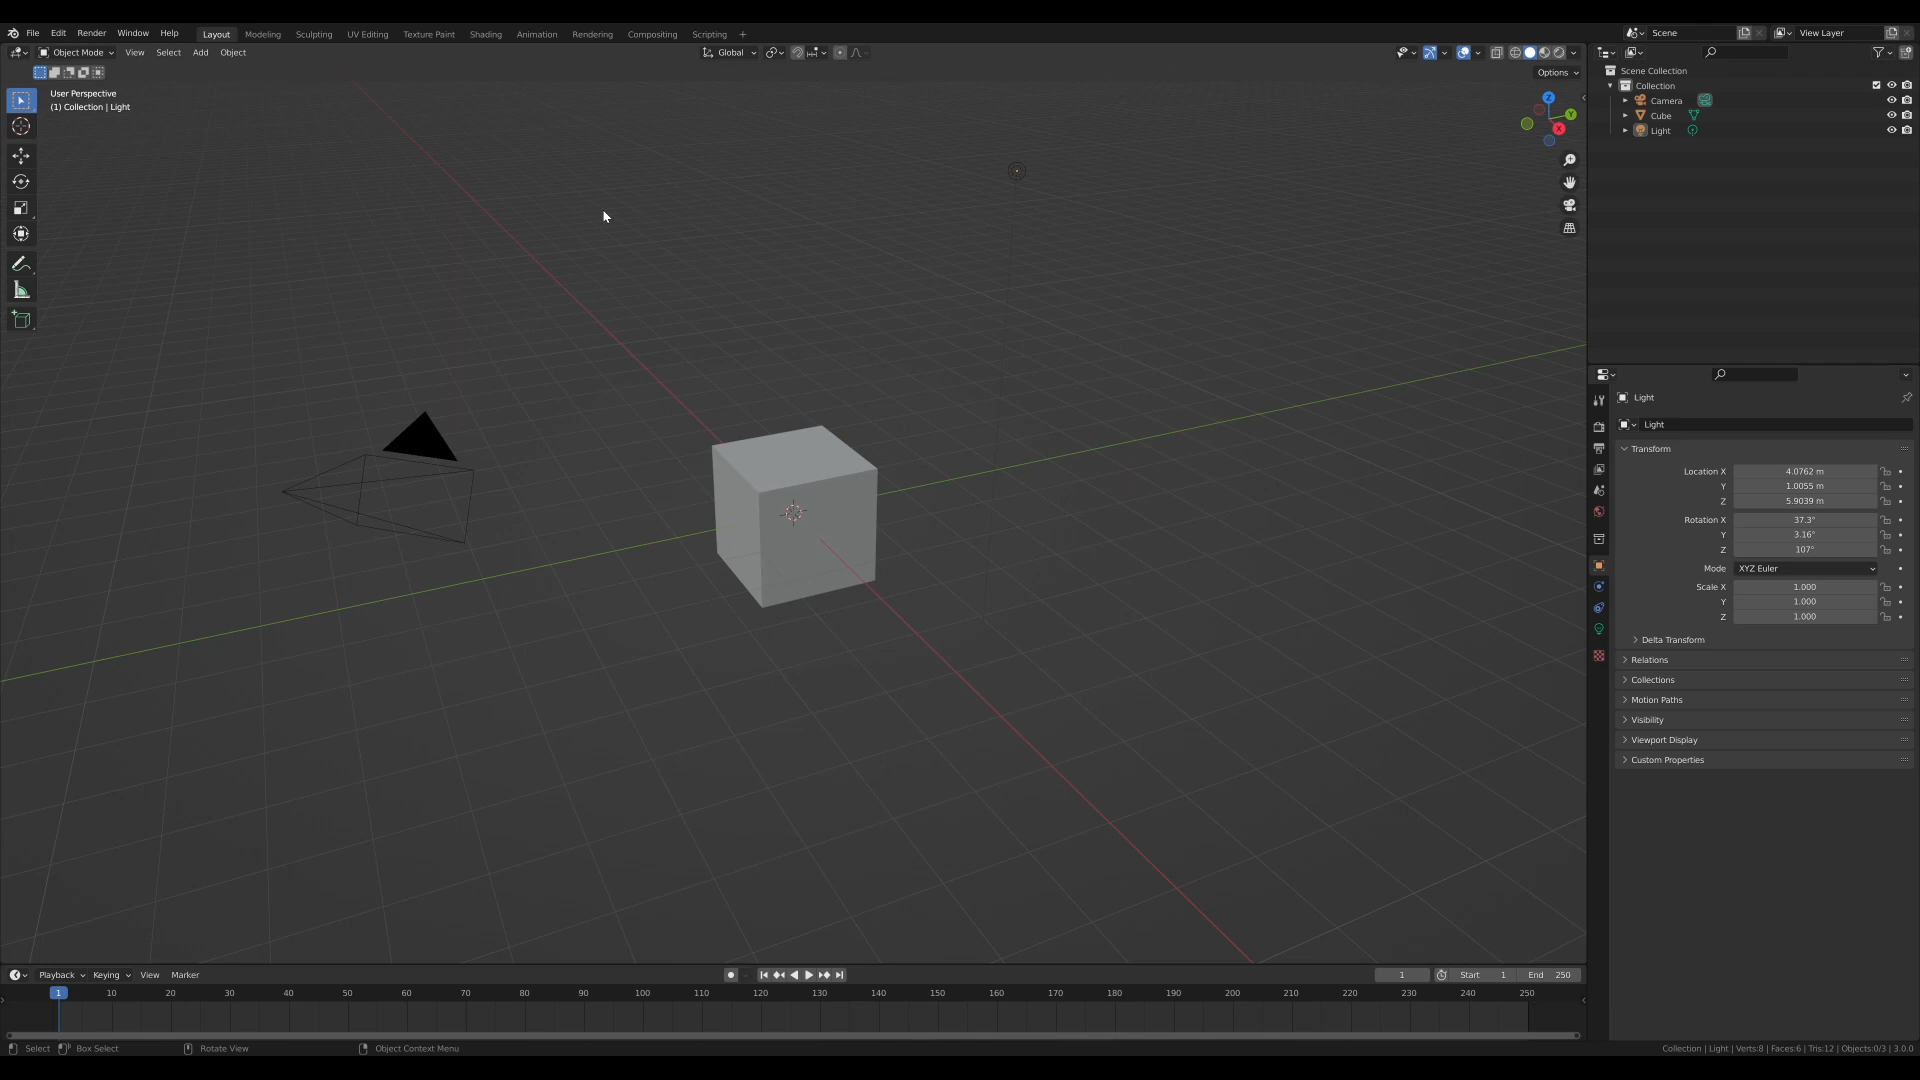 File Edit Render Window Help Layout Modeling Sculpting UV Editing Texture Paint Shading Animation Rendering Compositing Scripting + Scene View Layer
Object Mode View Select Add Object Global
Options
User Perspective
(1) Collection | Light
Z
Y
X
Scene Collection
Collection
Camera
Cube
Light
Light
Light
Transform
Location X 4.0762 m
Y 1.0055 m
Z 5.9039 m
Rotation X 37.3°
Y 3.16°
Z 107°
Mode XYZ Euler
Scale X 1.000
Y 1.000
Z 1.000
Delta Transform
Relations
Collections
Motion Paths
Visibility
Viewport Display
Custom Properties
Playback Keying View Marker 1 Start 1 End 250
1 10 20 30 40 50 60 70 80 90 100 110 120 130 140 150 160 170 180 190 200 210 220 230 240 250
Select Box Select Rotate View Object Context Menu Collection | Light | Verts:8 | Faces:6 | Tris:12 | Objects:0/3 | 3.0.0